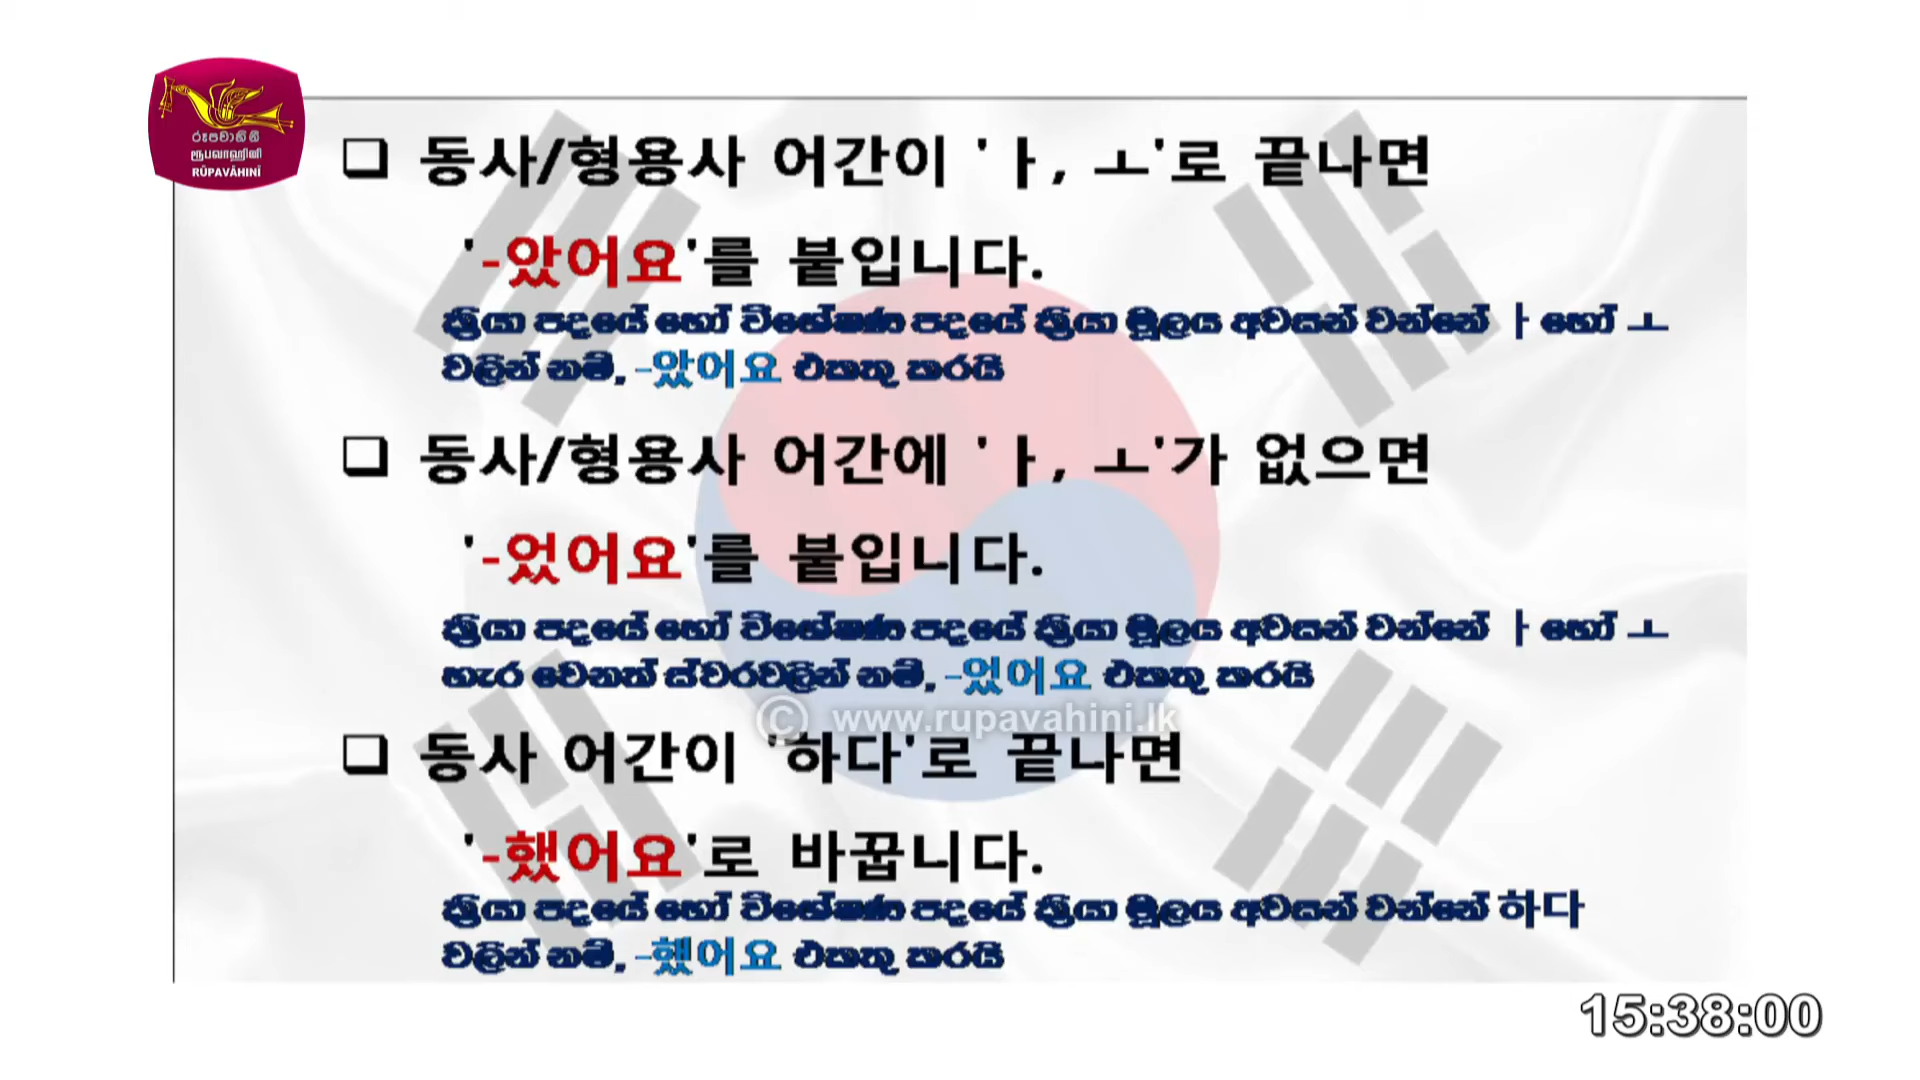 රූපවාහිනී
ரூபவாஹினி
RŪPAVĀHINĪ
❑ 동사/형용사 어간이 'ㅏ, ㅗ'로 끝나면
'-았어요'를 붙입니다.
ක්‍රියා පදයේ හෝ විශේෂණ පදයේ ක්‍රියා මූලය අවසන් වන්නේ ㅏ හෝ ㅗ
වලින් නම්, -았어요 එකතු කරයි
❑ 동사/형용사 어간에 'ㅏ, ㅗ'가 없으면
'-었어요'를 붙입니다.
ක්‍රියා පදයේ හෝ විශේෂණ පදයේ ක්‍රියා මූලය අවසන් වන්නේ ㅏ හෝ ㅗ
හැර වෙනත් ස්වරවලින් නම්, -었어요 එකතු කරයි
© www.rupavahini.lk
❑ 동사 어간이 '하다'로 끝나면
'-했어요'로 바꿉니다.
ක්‍රියා පදයේ හෝ විශේෂණ පදයේ ක්‍රියා මූලය අවසන් වන්නේ 하다
වලින් නම්, -했어요 එකතු කරයි
15:38:00